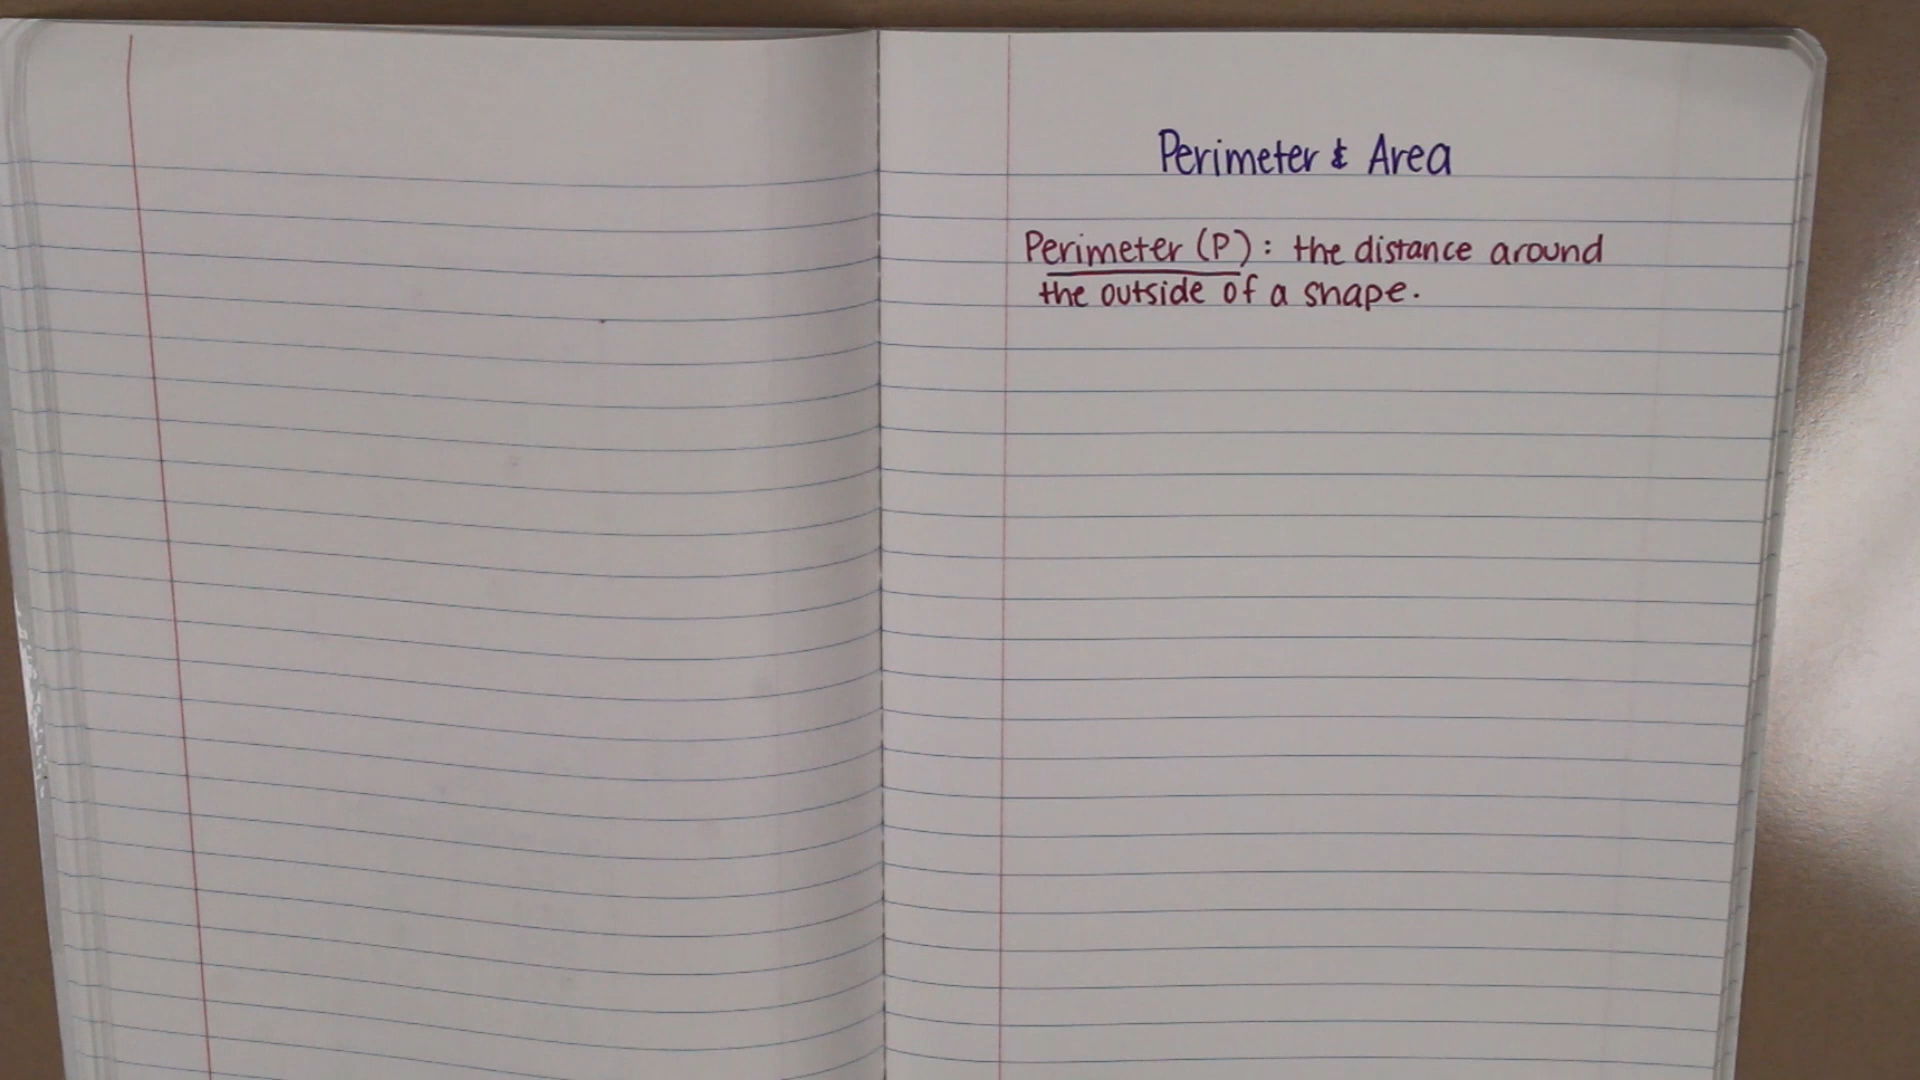 Perimeter & Area
Perimeter (P): the distance around
the outside of a shape.